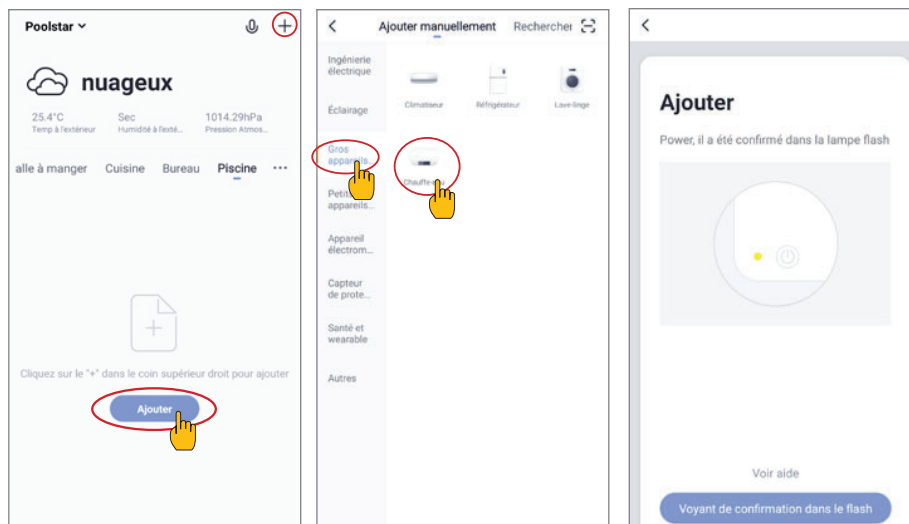 Poolstar
nuageux
25.4°C
Temp à l'extérieur
Sec
Humidité à l'exté...
1014.29hPa
Pression Atmos...
alle à manger Cuisine Bureau Piscine ...
Cliquez sur le "+" dans le coin supérieur droit pour ajouter
Ajouter
Ajouter manuellement Rechercher
Ingénierie
électrique
Éclairage
Gros
appareils...
Petits
appareils...
Appareil
électrom...
Capteur
de prote...
Santé et
wearable
Autres
Climatiseur
Réfrigérateur
Lave-linge
Ajouter
Power, il a été confirmé dans la lampe flash
Voir aide
Voyant de confirmation dans le flash